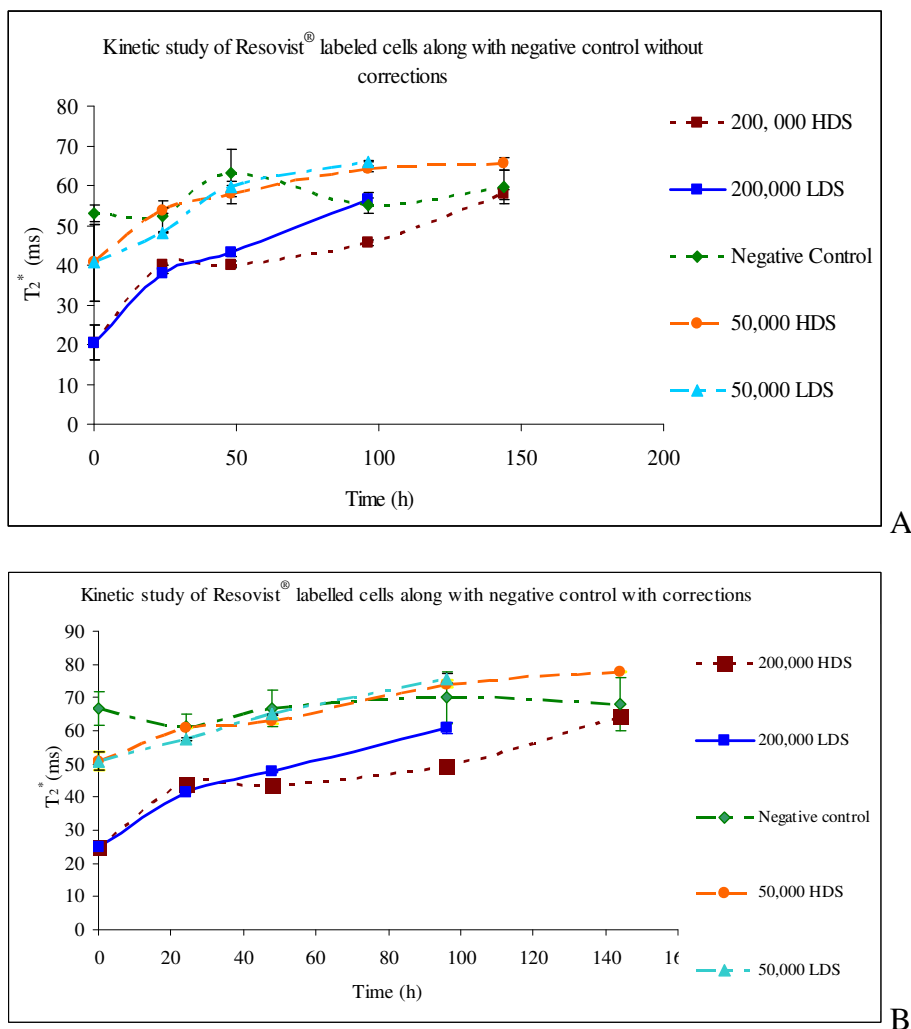 Kinetic study of Resovist® labeled cells along with negative control without
corrections
80
70
60
50
40
30
20
10
0
T2* (ms)
0
50
100
150
200
Time (h)
200, 000 HDS
200,000 LDS
Negative Control
50,000 HDS
50,000 LDS
A
Kinetic study of Resovist® labelled cells along with negative control with corrections
90
80
70
60
50
40
30
20
10
0
T2* (ms)
0
20
40
60
80
100
120
140
16
Time (h)
200,000 HDS
200,000 LDS
Negative control
50,000 HDS
50,000 LDS
B